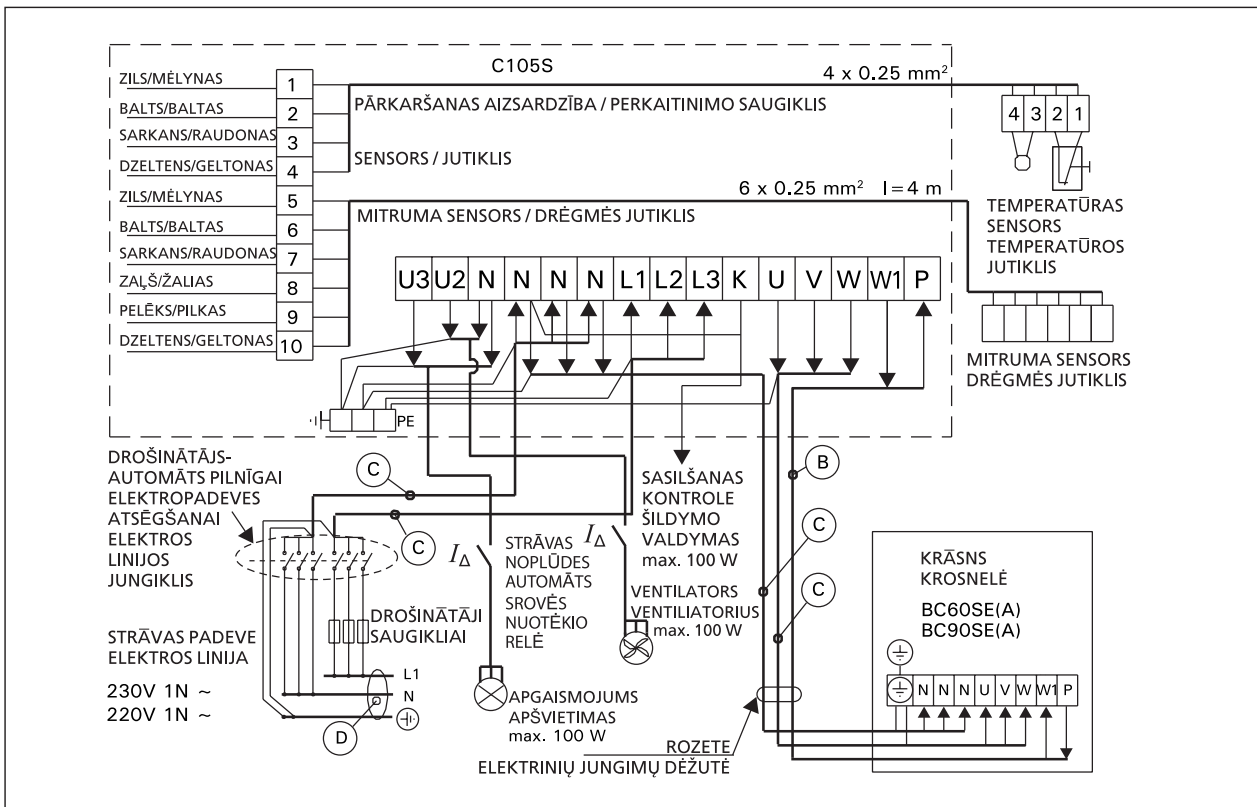 C105S
4 x 0.25 mm²
ZILS/MĖLYNAS 1
BALTS/BALTAS 2
SARKANS/RAUDONAS 3
DZELTENS/GELTONAS 4
ZILS/MĖLYNAS 5
BALTS/BALTAS 6
SARKANS/RAUDONAS 7
ZAĻŠ/ŽALIAS 8
PELĒKS/PILKAS 9
DZELTENS/GELTONAS 10
PĀRKARŠANAS AIZSARDZĪBA / PERKAITINIMO SAUGIKLIS
SENSORS / JUTIKLIS
6 x 0.25 mm² l=4 m
MITRUMA SENSORS / DRĖGMĖS JUTIKLIS
4 3 2 1
TEMPERATŪRAS
SENSORS
TEMPERATŪROS
JUTIKLIS
U3 U2 N N N N L1 L2 L3 K U V W W1 P
MITRUMA SENSORS
DRĖGMĖS JUTIKLIS
PE
DROŠINĀTĀJS-
AUTOMĀTS PILNĪGAI
ELEKTROPADEVES
ATSĒGŠANAI
ELEKTROS
LINIJOS
JUNGIKLIS
C
C
I∆
STRĀVAS
NOPLŪDES
AUTOMĀTS
SROVĖS
NUOTĖKIO
RELĖ
I∆
SASILŠANAS
KONTROLE
ŠILDYMO
VALDYMAS
max. 100 W
VENTILATORS
VENTILIATORIUS
max. 100 W
B
C
C
KRĀSNS
KROSNELĖ
BC60SE(A)
BC90SE(A)
N N N U V W W1 P
DROŠINĀTĀJI
SAUGIKLIAI
STRĀVAS PADEVE
ELEKTROS LINIJA
230V 1N ~
220V 1N ~
L1
N
D
APGAISMOJUMS
APŠVIETIMAS
max. 100 W
ROZETE
ELEKTRINIŲ JUNGIMŲ DĖŽUTĖ